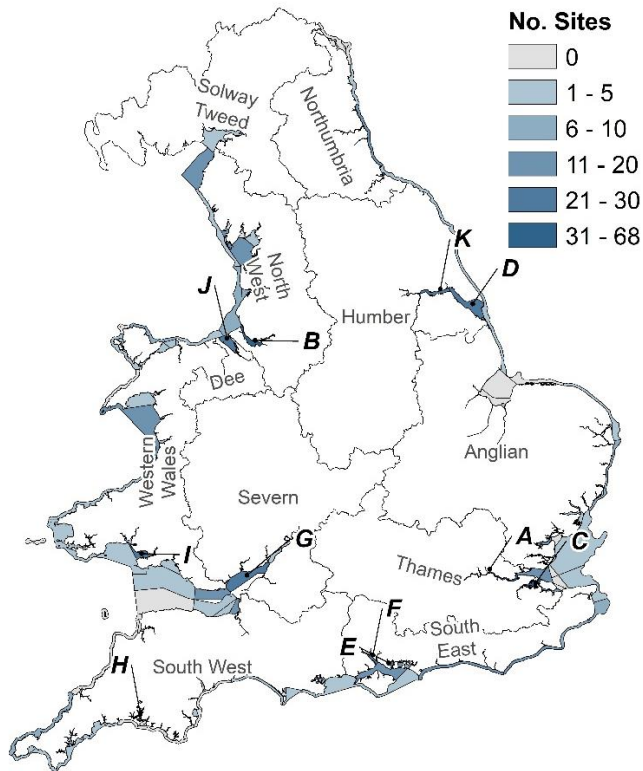 No. Sites
0
1 - 5
6 - 10
11 - 20
21 - 30
31 - 68
Solway
Tweed
Northumbria
K
D
North
West
J
B
Humber
Dee
Anglian
Western
Wales
Severn
A
C
G
I
Thames
F
South
East
E
H
South West